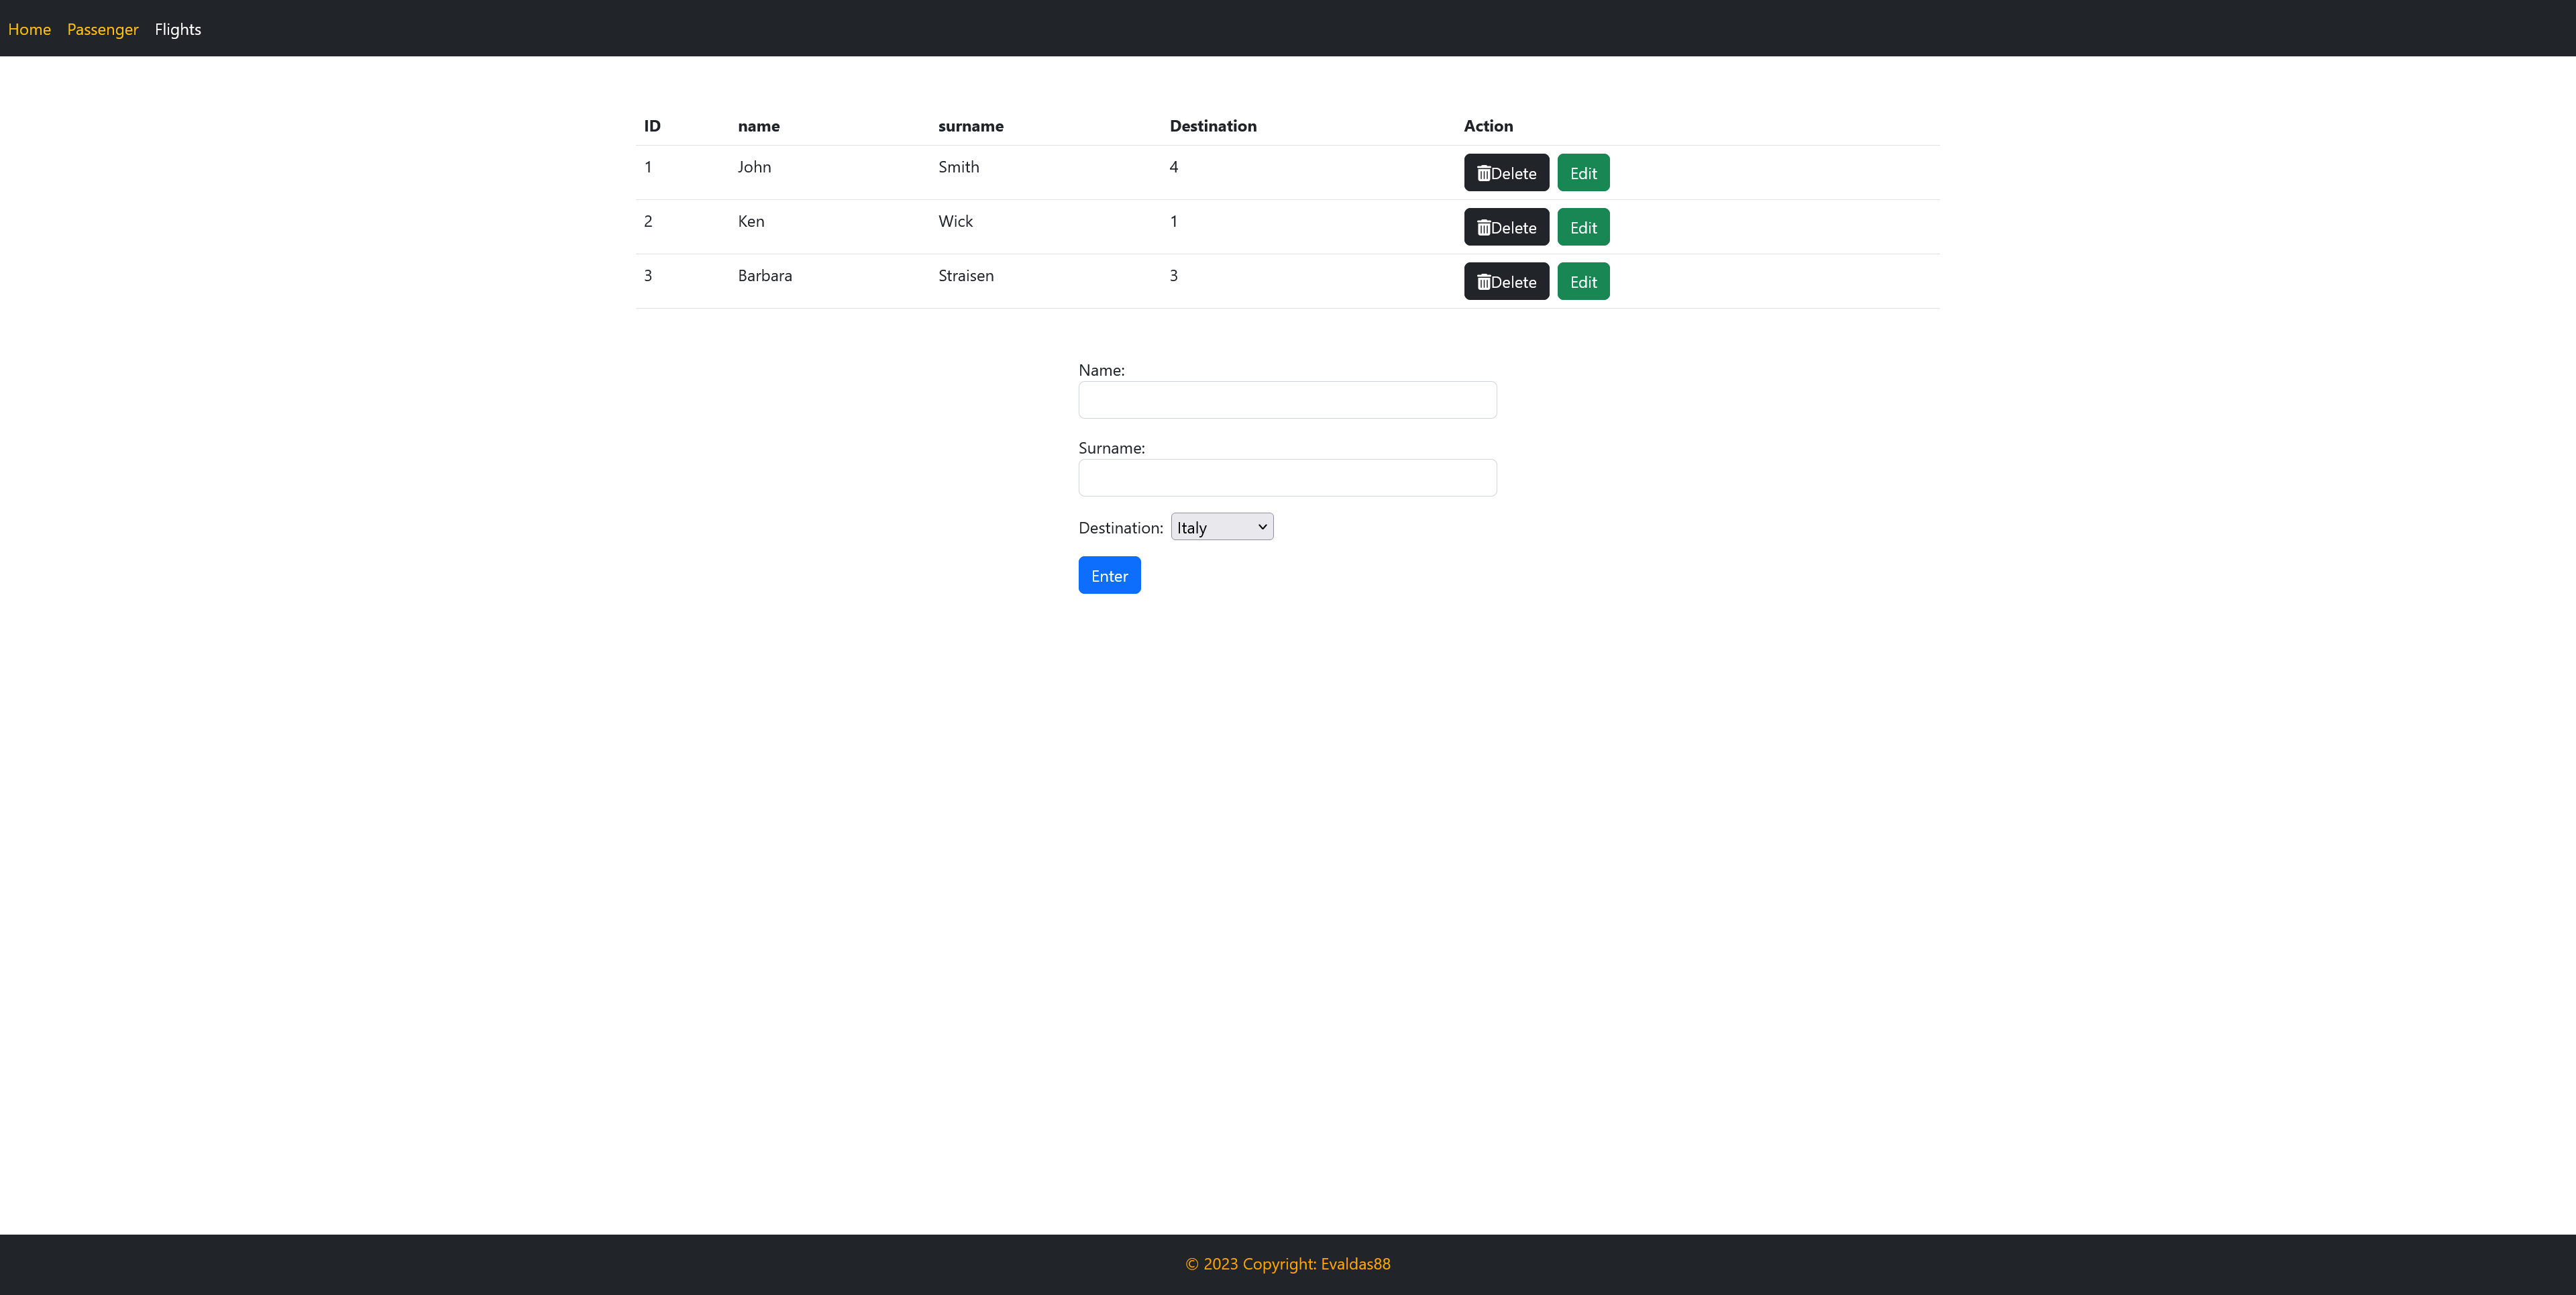 Home Passenger Flights
ID name surname Destination Action
1 John Smith 4 Delete Edit
2 Ken Wick 1 Delete Edit
3 Barbara Straisen 3 Delete Edit
Name:
Surname:
Destination: Italy
Enter
© 2023 Copyright: Evaldas88